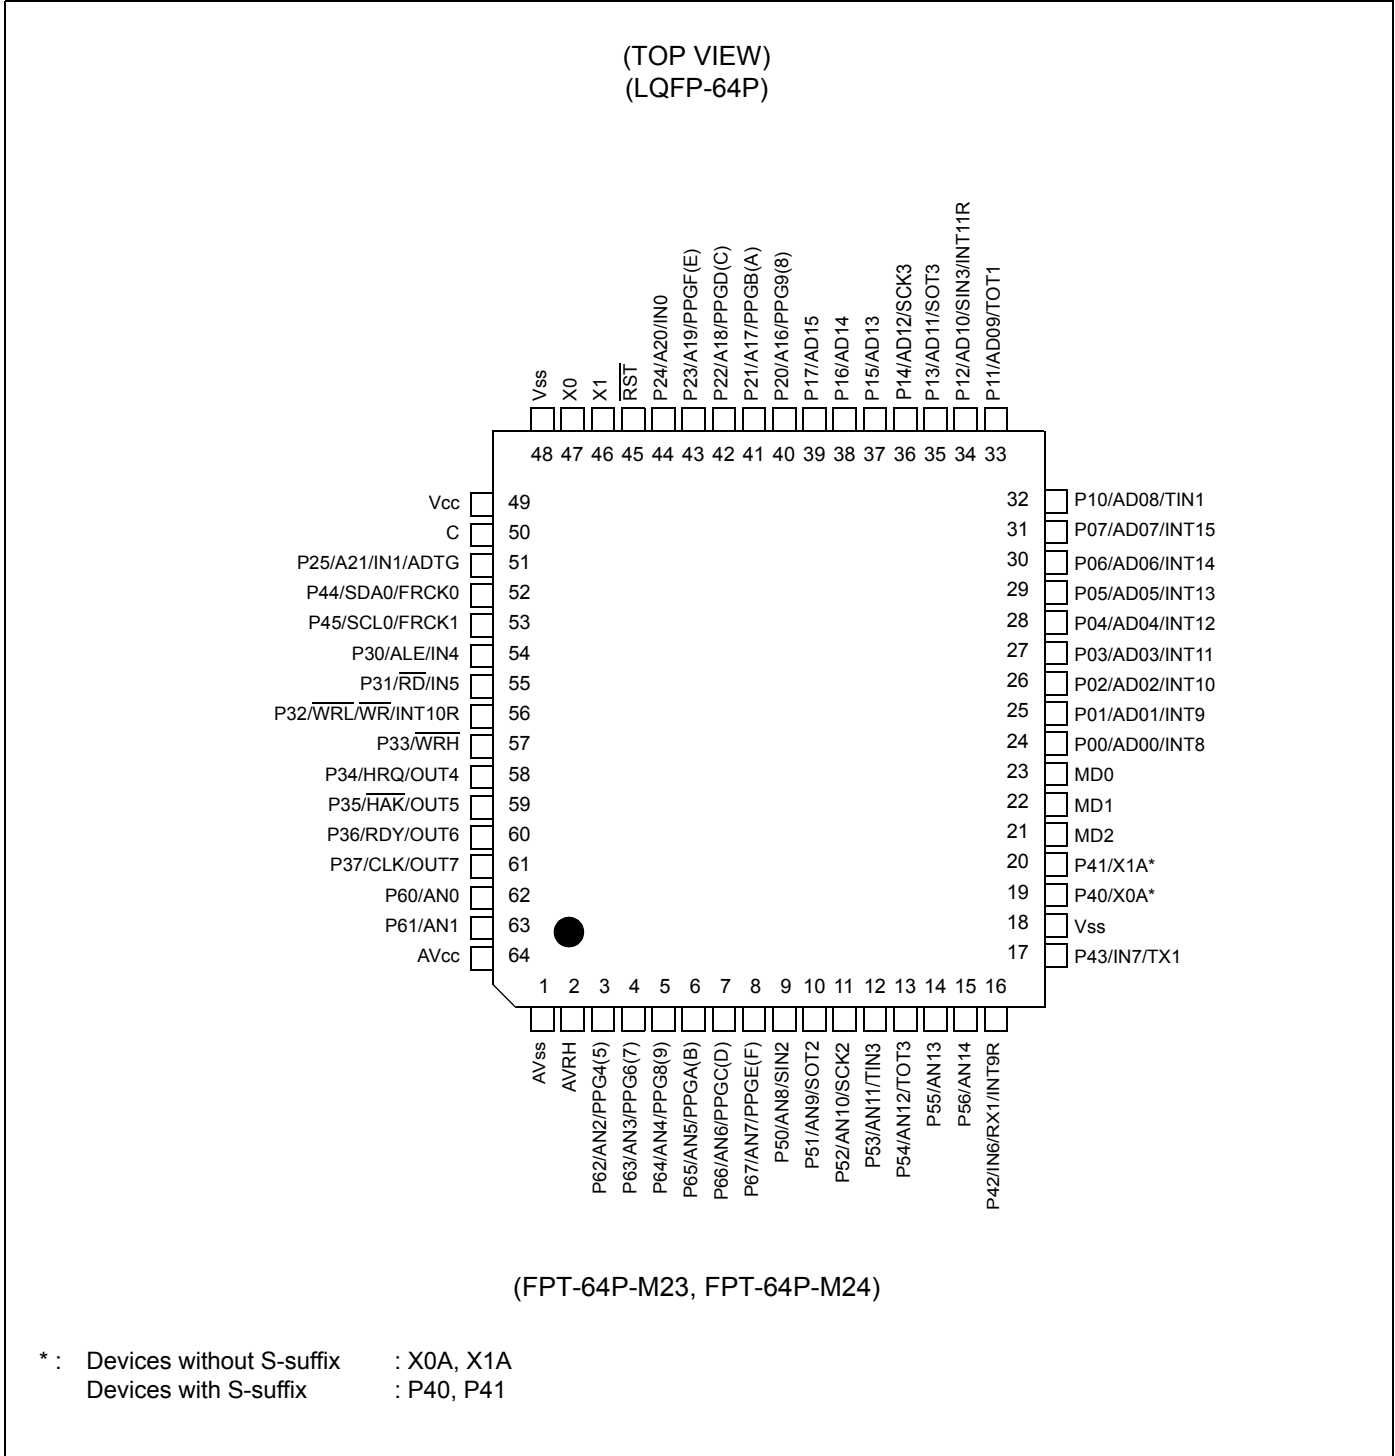 (TOP VIEW)
(LQFP-64P)
Vss
X0
X1
RST
P24/A20/IN0
P23/A19/PPGF(E)
P22/A18/PPGD(C)
P21/A17/PPGB(A)
P20/A16/PPG9(8)
P17/AD15
P16/AD14
P15/AD13
P14/AD12/SCK3
P13/AD11/SOT3
P12/AD10/SIN3/INT11R
P11/AD09/TOT1
48 47 46 45 44 43 42 41 40 39 38 37 36 35 34 33
Vcc 49
C 50
P25/A21/IN1/ADTG 51
P44/SDA0/FRCK0 52
P45/SCL0/FRCK1 53
P30/ALE/IN4 54
P31/RD/IN5 55
P32/WRL/WR/INT10R 56
P33/WRH 57
P34/HRQ/OUT4 58
P35/HAK/OUT5 59
P36/RDY/OUT6 60
P37/CLK/OUT7 61
P60/AN0 62
P61/AN1 63
AVcc 64
32 P10/AD08/TIN1
31 P07/AD07/INT15
30 P06/AD06/INT14
29 P05/AD05/INT13
28 P04/AD04/INT12
27 P03/AD03/INT11
26 P02/AD02/INT10
25 P01/AD01/INT9
24 P00/AD00/INT8
23 MD0
22 MD1
21 MD2
20 P41/X1A*
19 P40/X0A*
18 Vss
17 P43/IN7/TX1
1 2 3 4 5 6 7 8 9 10 11 12 13 14 15 16
AVss
AVRH
P62/AN2/PPG4(5)
P63/AN3/PPG6(7)
P64/AN4/PPG8(9)
P65/AN5/PPGA(B)
P66/AN6/PPGC(D)
P67/AN7/PPGE(F)
P50/AN8/SIN2
P51/AN9/SOT2
P52/AN10/SCK2
P53/AN11/TIN3
P54/AN12/TOT3
P55/AN13
P56/AN14
P42/IN6/RX1/INT9R
(FPT-64P-M23, FPT-64P-M24)
* : Devices without S-suffix : X0A, X1A
Devices with S-suffix : P40, P41